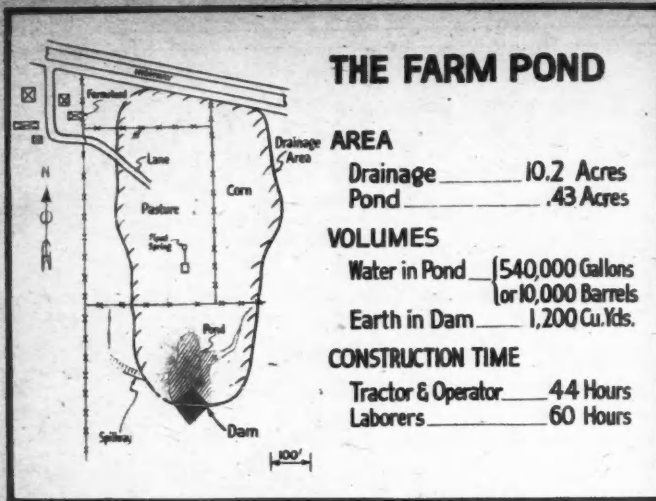 THE FARM POND
AREA
Drainage 10.2 Acres
Pond .43 Acres
VOLUMES
Water in Pond 540,000 Gallons
or 10,000 Barrels
Earth in Dam 1,200 Cu.Yds.
CONSTRUCTION TIME
Tractor & Operator 44 Hours
Laborers 60 Hours
Farmstead
Drainage
Area
Lane
Corn
N
Pasture
Spring
Pond
Spillway
Dam
100'